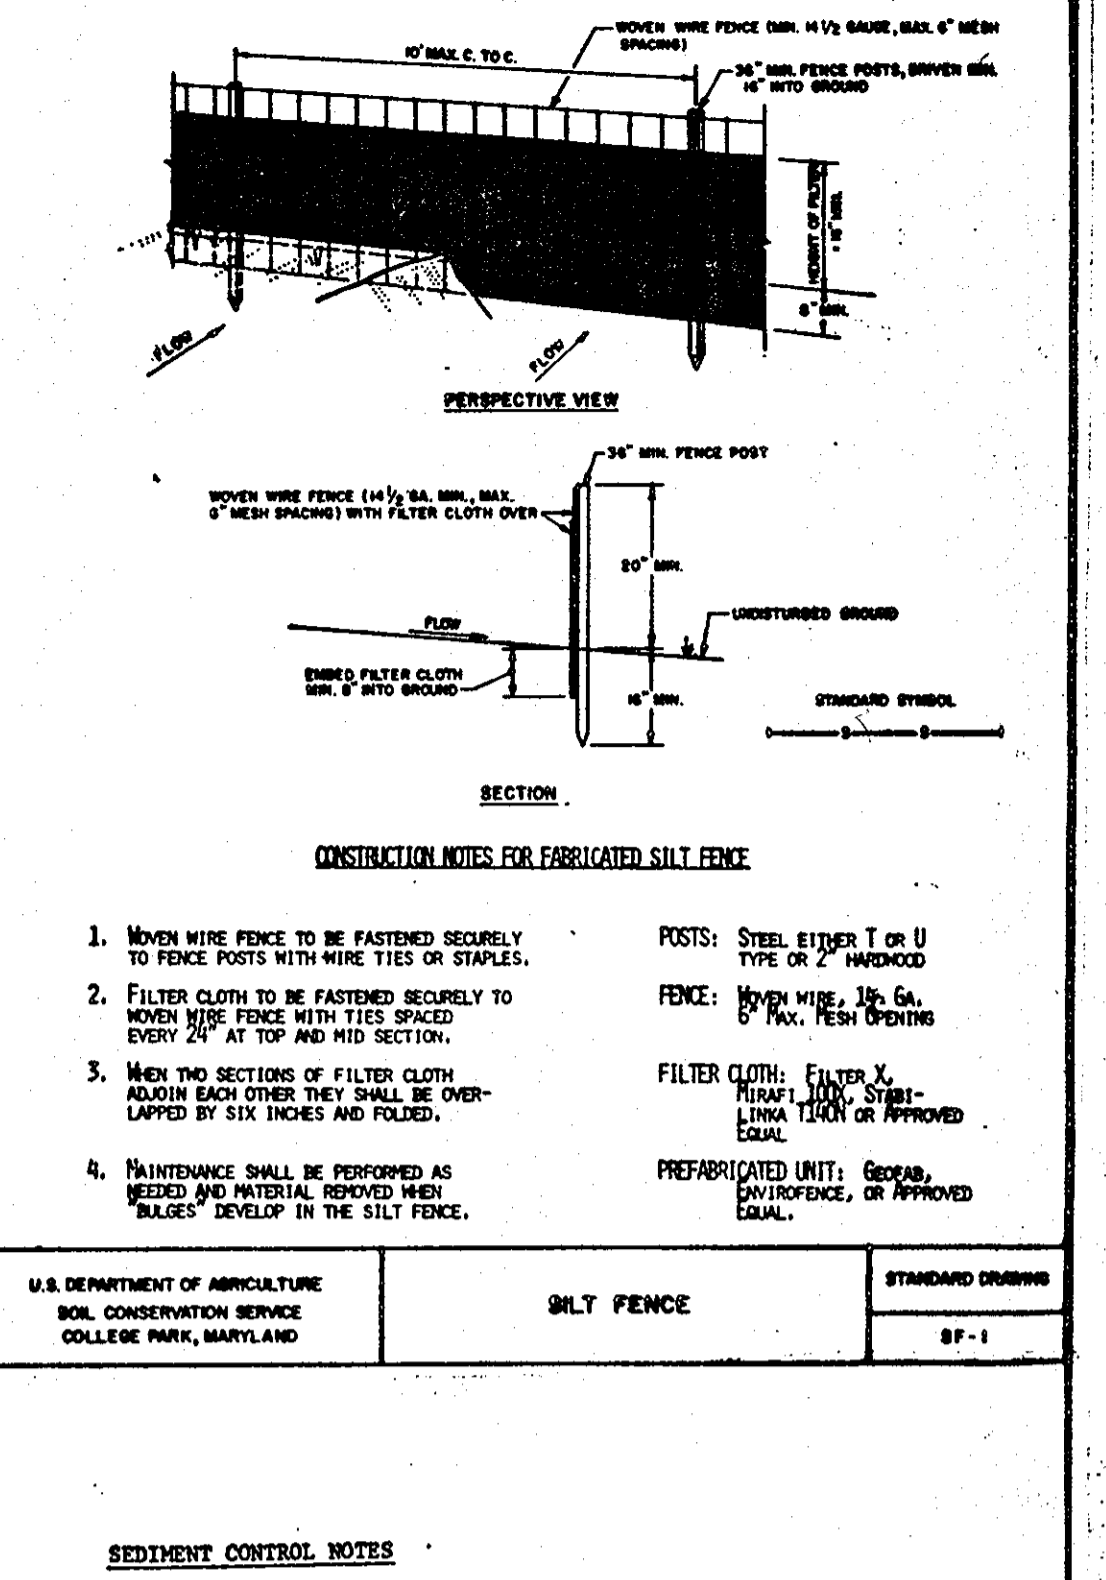 WOVEN WIRE FENCE (MIN. 14 1/2 GAUGE, MAX. 6" MESH
SPACING)
10' MAX. C. TO C.
36" MIN. FENCE POSTS, DRIVEN MIN.
16" INTO GROUND
HEIGHT OF FILTER
= 16" MIN.
8" MIN.
FLOW
FLOW
PERSPECTIVE VIEW
36" MIN. FENCE POST
WOVEN WIRE FENCE (14 1/2 GA. MIN., MAX.
6" MESH SPACING) WITH FILTER CLOTH OVER
20" MIN.
UNDISTURBED GROUND
FLOW
EMBED FILTER CLOTH
MIN. 8" INTO GROUND
16" MIN.
STANDARD SYMBOL
S S
SECTION
CONSTRUCTION NOTES FOR FABRICATED SILT FENCE
1. WOVEN WIRE FENCE TO BE FASTENED SECURELY
TO FENCE POSTS WITH WIRE TIES OR STAPLES.
2. FILTER CLOTH TO BE FASTENED SECURELY TO
WOVEN WIRE FENCE WITH TIES SPACED
EVERY 24" AT TOP AND MID SECTION.
3. WHEN TWO SECTIONS OF FILTER CLOTH
ADJOIN EACH OTHER THEY SHALL BE OVER-
LAPPED BY SIX INCHES AND FOLDED.
4. MAINTENANCE SHALL BE PERFORMED AS
NEEDED AND MATERIAL REMOVED WHEN
"BULGES" DEVELOP IN THE SILT FENCE.
POSTS: STEEL EITHER T OR U
TYPE OR 2" HARDWOOD
FENCE: WOVEN WIRE, GA.
6" MAX. MESH OPENING
FILTER CLOTH: FILTER X,
MIRAFI 100X, STABI-
LINKA T140N OR APPROVED
EQUAL
PREFABRICATED UNIT: GEOFAB,
ENVIROFENCE, OR APPROVED
EQUAL.
U.S. DEPARTMENT OF AGRICULTURE
SOIL CONSERVATION SERVICE
COLLEGE PARK, MARYLAND
SILT FENCE
STANDARD DRAWING
SF-1
SEDIMENT CONTROL NOTES